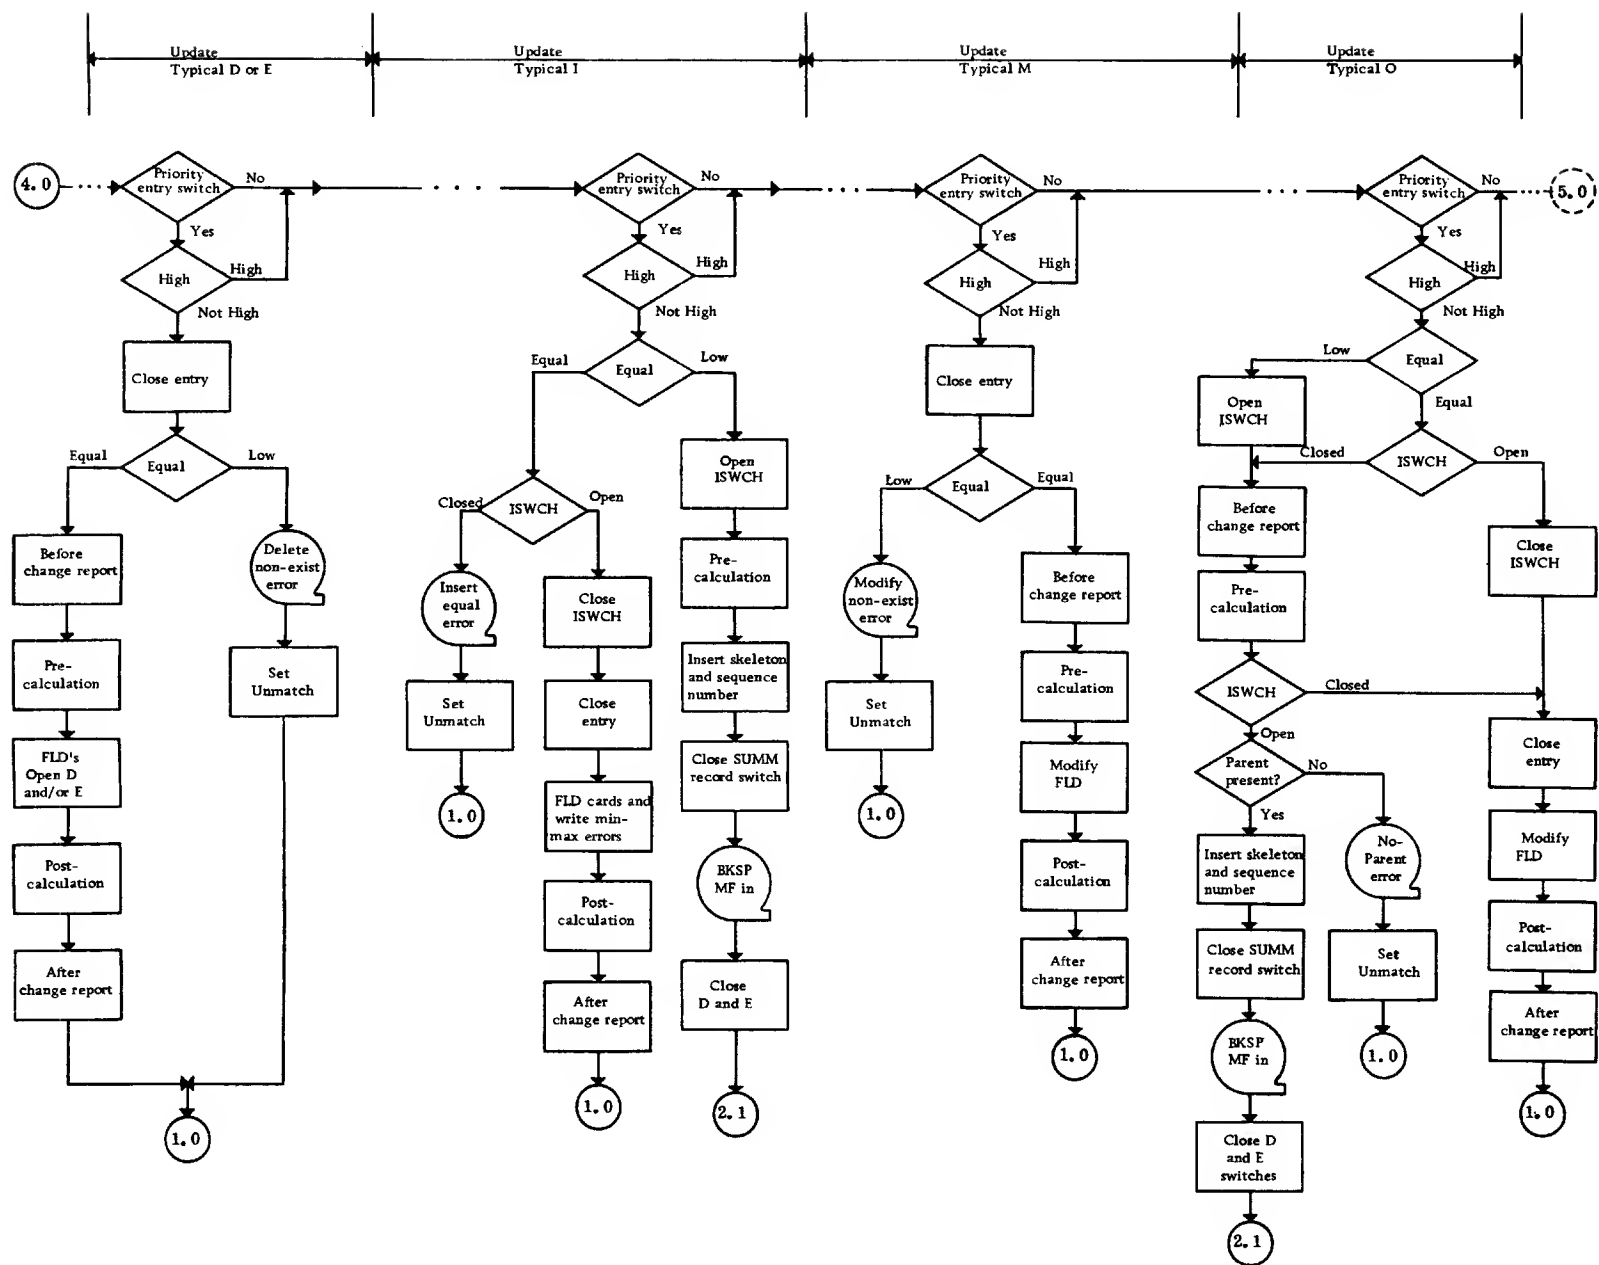 Update
Typical D or E
Update
Typical I
Update
Typical M
Update
Typical O
4.0
Priority
entry switch
No
Yes
High
High
Not High
Close entry
Equal
Equal
Low
Before
change report
Pre-
calculation
FLD's
Open D
and/or E
Post-
calculation
After
change report
Delete
non-exist
error
Set
Unmatch
1.0
Priority
entry switch
No
Yes
High
High
Not High
Equal
Equal
Low
Closed
ISWCH
Open
Insert
equal
error
Set
Unmatch
1.0
Close
ISWCH
Close
entry
FLD cards and
write min-
max errors
Post-
calculation
After
change report
1.0
Open
ISWCH
Pre-
calculation
Insert skeleton
and sequence
number
Close SUMM
record switch
BKSP
MF in
Close
D and E
2.1
Priority
entry switch
No
Yes
High
High
Not High
Close entry
Low
Equal
Equal
Modify
non-exist
error
Set
Unmatch
1.0
Before
change report
Pre-
calculation
Modify
FLD
Post-
calculation
After
change report
1.0
Priority
entry switch
No
5.0
Yes
High
High
Not High
Low
Equal
Equal
Open
ISWCH
Closed
ISWCH
Open
Before
change report
Pre-
calculation
ISWCH
Closed
Open
Parent
present?
No
Yes
Insert skeleton
and sequence
number
Close SUMM
record switch
BKSP
MF in
Close D
and E
switches
2.1
No-
Parent
error
Set
Unmatch
1.0
Close
ISWCH
Close
entry
Modify
FLD
Post-
calculation
After
change report
1.0